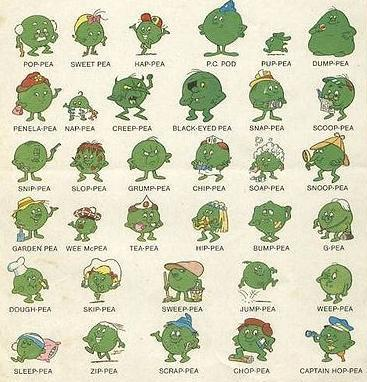 POP-PEA SWEET PEA HAP-PEA P.C. POD PUP-PEA DUMP-PEA
PENELA-PEA NAP-PEA CREEP-PEA BLACK-EYED PEA SNAP-PEA SCOOP-PEA
SNIP-PEA SLOP-PEA GRUMP-PEA CHIP-PEA SOAP-PEA SNOOP-PEA
GARDEN PEA WEE McPEA TEA-PEA HIP-PEA BUMP-PEA G-PEA
DOUGH-PEA SKIP-PEA SWEEP-PEA JUMP-PEA WEEP-PEA
SLEEP-PEA ZIP-PEA SCRAP-PEA CHOP-PEA CAPTAIN HOP-PEA